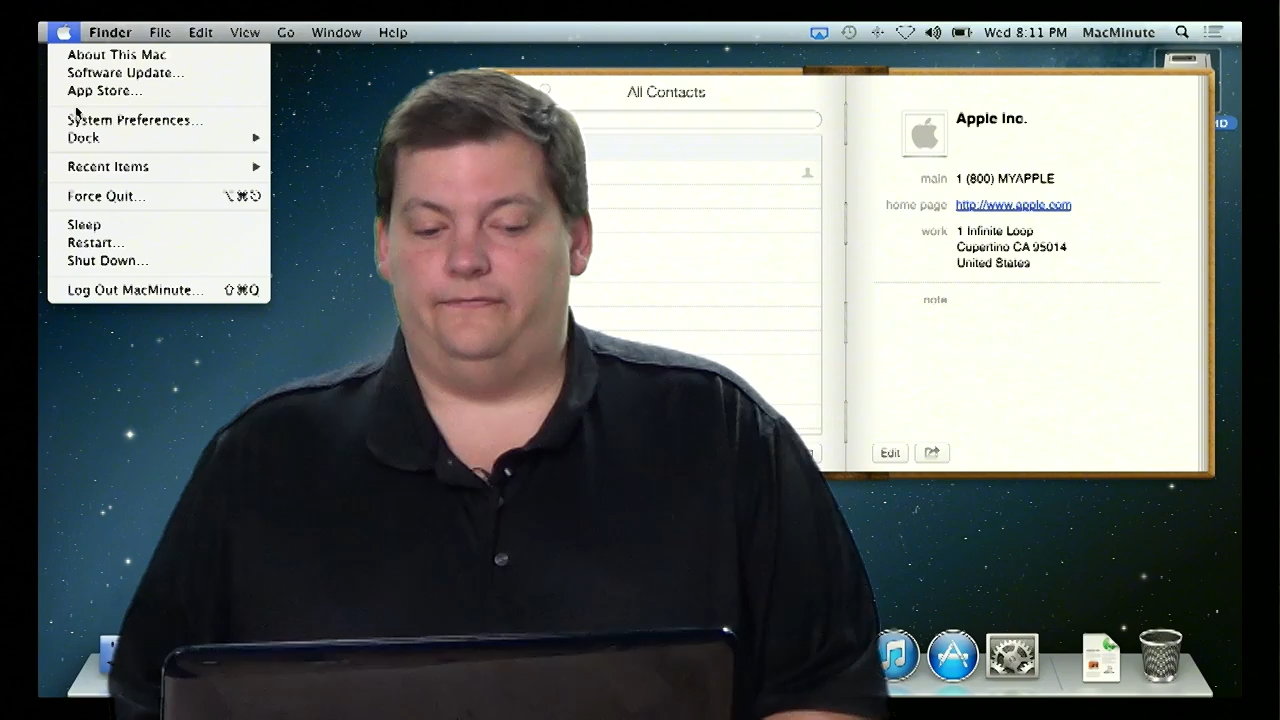 Finder File Edit View Go Window Help Wed 8:11 PM MacMinute
About This Mac
Software Update...
App Store...
System Preferences...
Dock
Recent Items
Force Quit... ⌥⌘⎋
Sleep
Restart...
Shut Down...
Log Out MacMinute... ⇧⌘Q
All Contacts
Apple Inc.
main 1 (800) MYAPPLE
home page http://www.apple.com
work 1 Infinite Loop
Cupertino CA 95014
United States
note
Edit